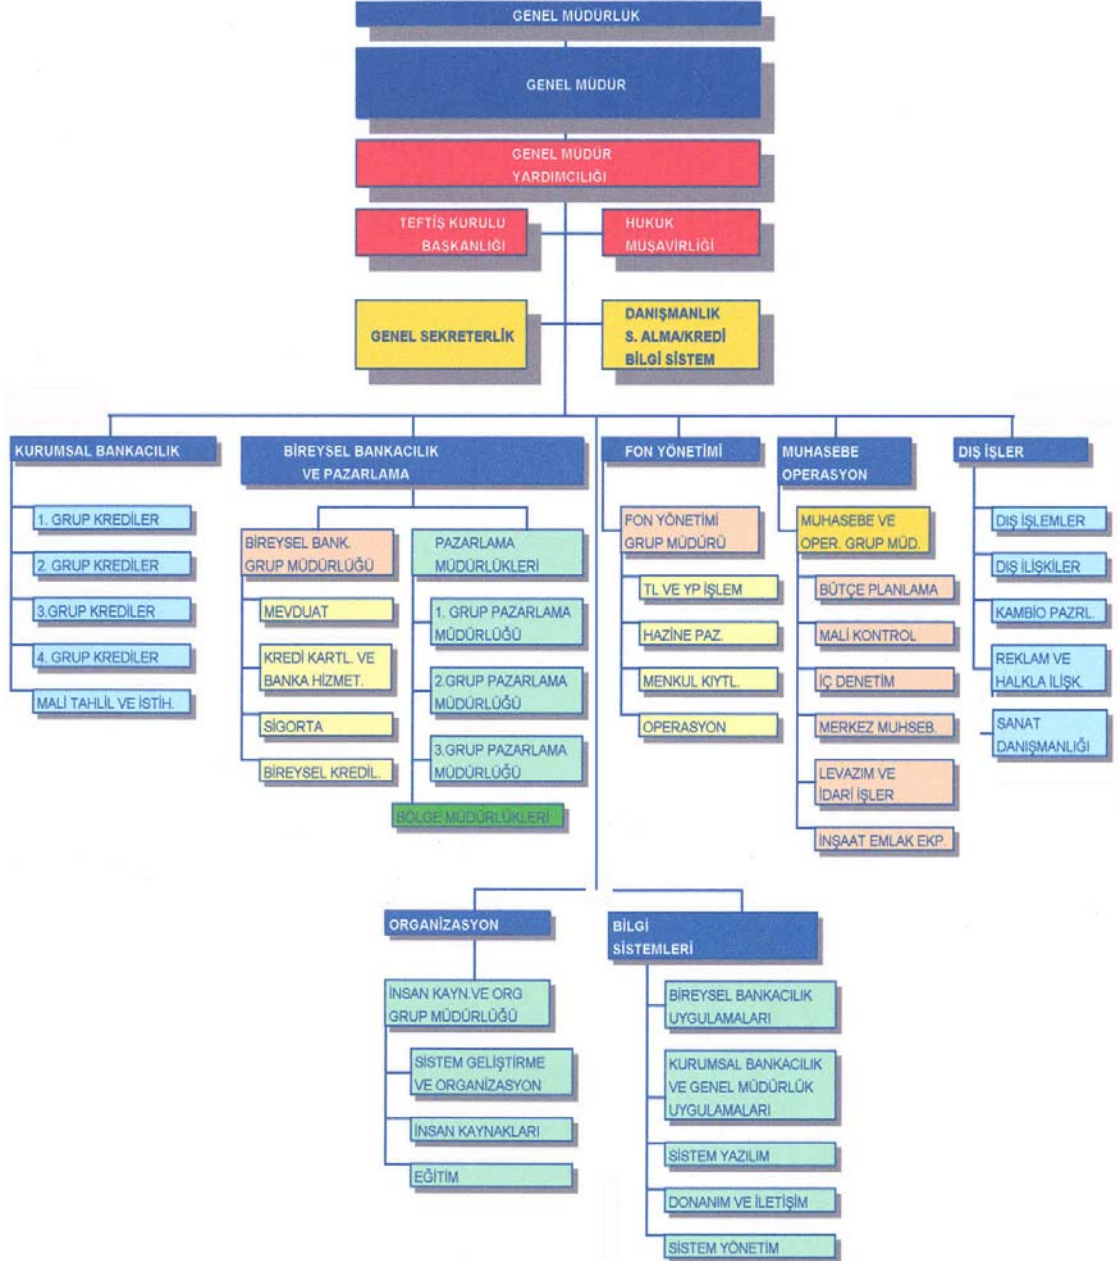 GENEL MÜDÜRLÜK
GENEL MÜDÜR
GENEL MÜDÜR
YARDIMCILIĞI
TEFTİŞ KURULU
BAŞKANLIĞI
HUKUK
MUŞAVİRLİĞİ
GENEL SEKRETERLİK
DANIŞMANLIK
S. ALMA/KREDİ
BİLGİ SİSTEM
KURUMSAL BANKACILIK
1. GRUP KREDİLER
2. GRUP KREDİLER
3.GRUP KREDİLER
4. GRUP KREDİLER
MALİ TAHLİL VE İSTİH.
BİREYSEL BANKACILIK
VE PAZARLAMA
BİREYSEL BANK.
GRUP MÜDÜRLÜĞÜ
MEVDUAT
KREDİ KARTL. VE
BANKA HİZMET.
SİGORTA
BİREYSEL KREDİL.
PAZARLAMA
MÜDÜRLÜKLERİ
1. GRUP PAZARLAMA
MÜDÜRLÜĞÜ
2.GRUP PAZARLAMA
MÜDÜRLÜĞÜ
3.GRUP PAZARLAMA
MÜDÜRLÜĞÜ
BÖLGE MÜDÜRLÜKLERİ
FON YÖNETİMİ
FON YÖNETİMİ
GRUP MÜDÜRÜ
TL VE YP İŞLEM
HAZİNE PAZ.
MENKUL KIYTL.
OPERASYON
MUHASEBE
OPERASYON
MUHASEBE VE
OPER. GRUP MÜD.
BÜTÇE PLANLAMA
MALİ KONTROL
İÇ DENETİM
MERKEZ MUHSEB.
LEVAZIM VE
İDARİ İŞLER
İNŞAAT EMLAK EKP.
DIŞ İŞLER
DIŞ İŞLEMLER
DIŞ İLİŞKİLER
KAMBİO PAZRL.
REKLAM VE
HALKLA İLİŞK.
SANAT
DANIŞMANLIĞI
ORGANİZASYON
İNSAN KAYN.VE ORG
GRUP MÜDÜRLÜĞÜ
SİSTEM GELİŞTİRME
VE ORGANİZASYON
İNSAN KAYNAKLARI
EĞİTİM
BİLGİ
SİSTEMLERİ
BİREYSEL BANKACILIK
UYGULAMALARI
KURUMSAL BANKACILIK
VE GENEL MÜDÜRLÜK
UYGULAMALARI
SİSTEM YAZILIM
DONANIM VE İLETİŞİM
SİSTEM YÖNETİM